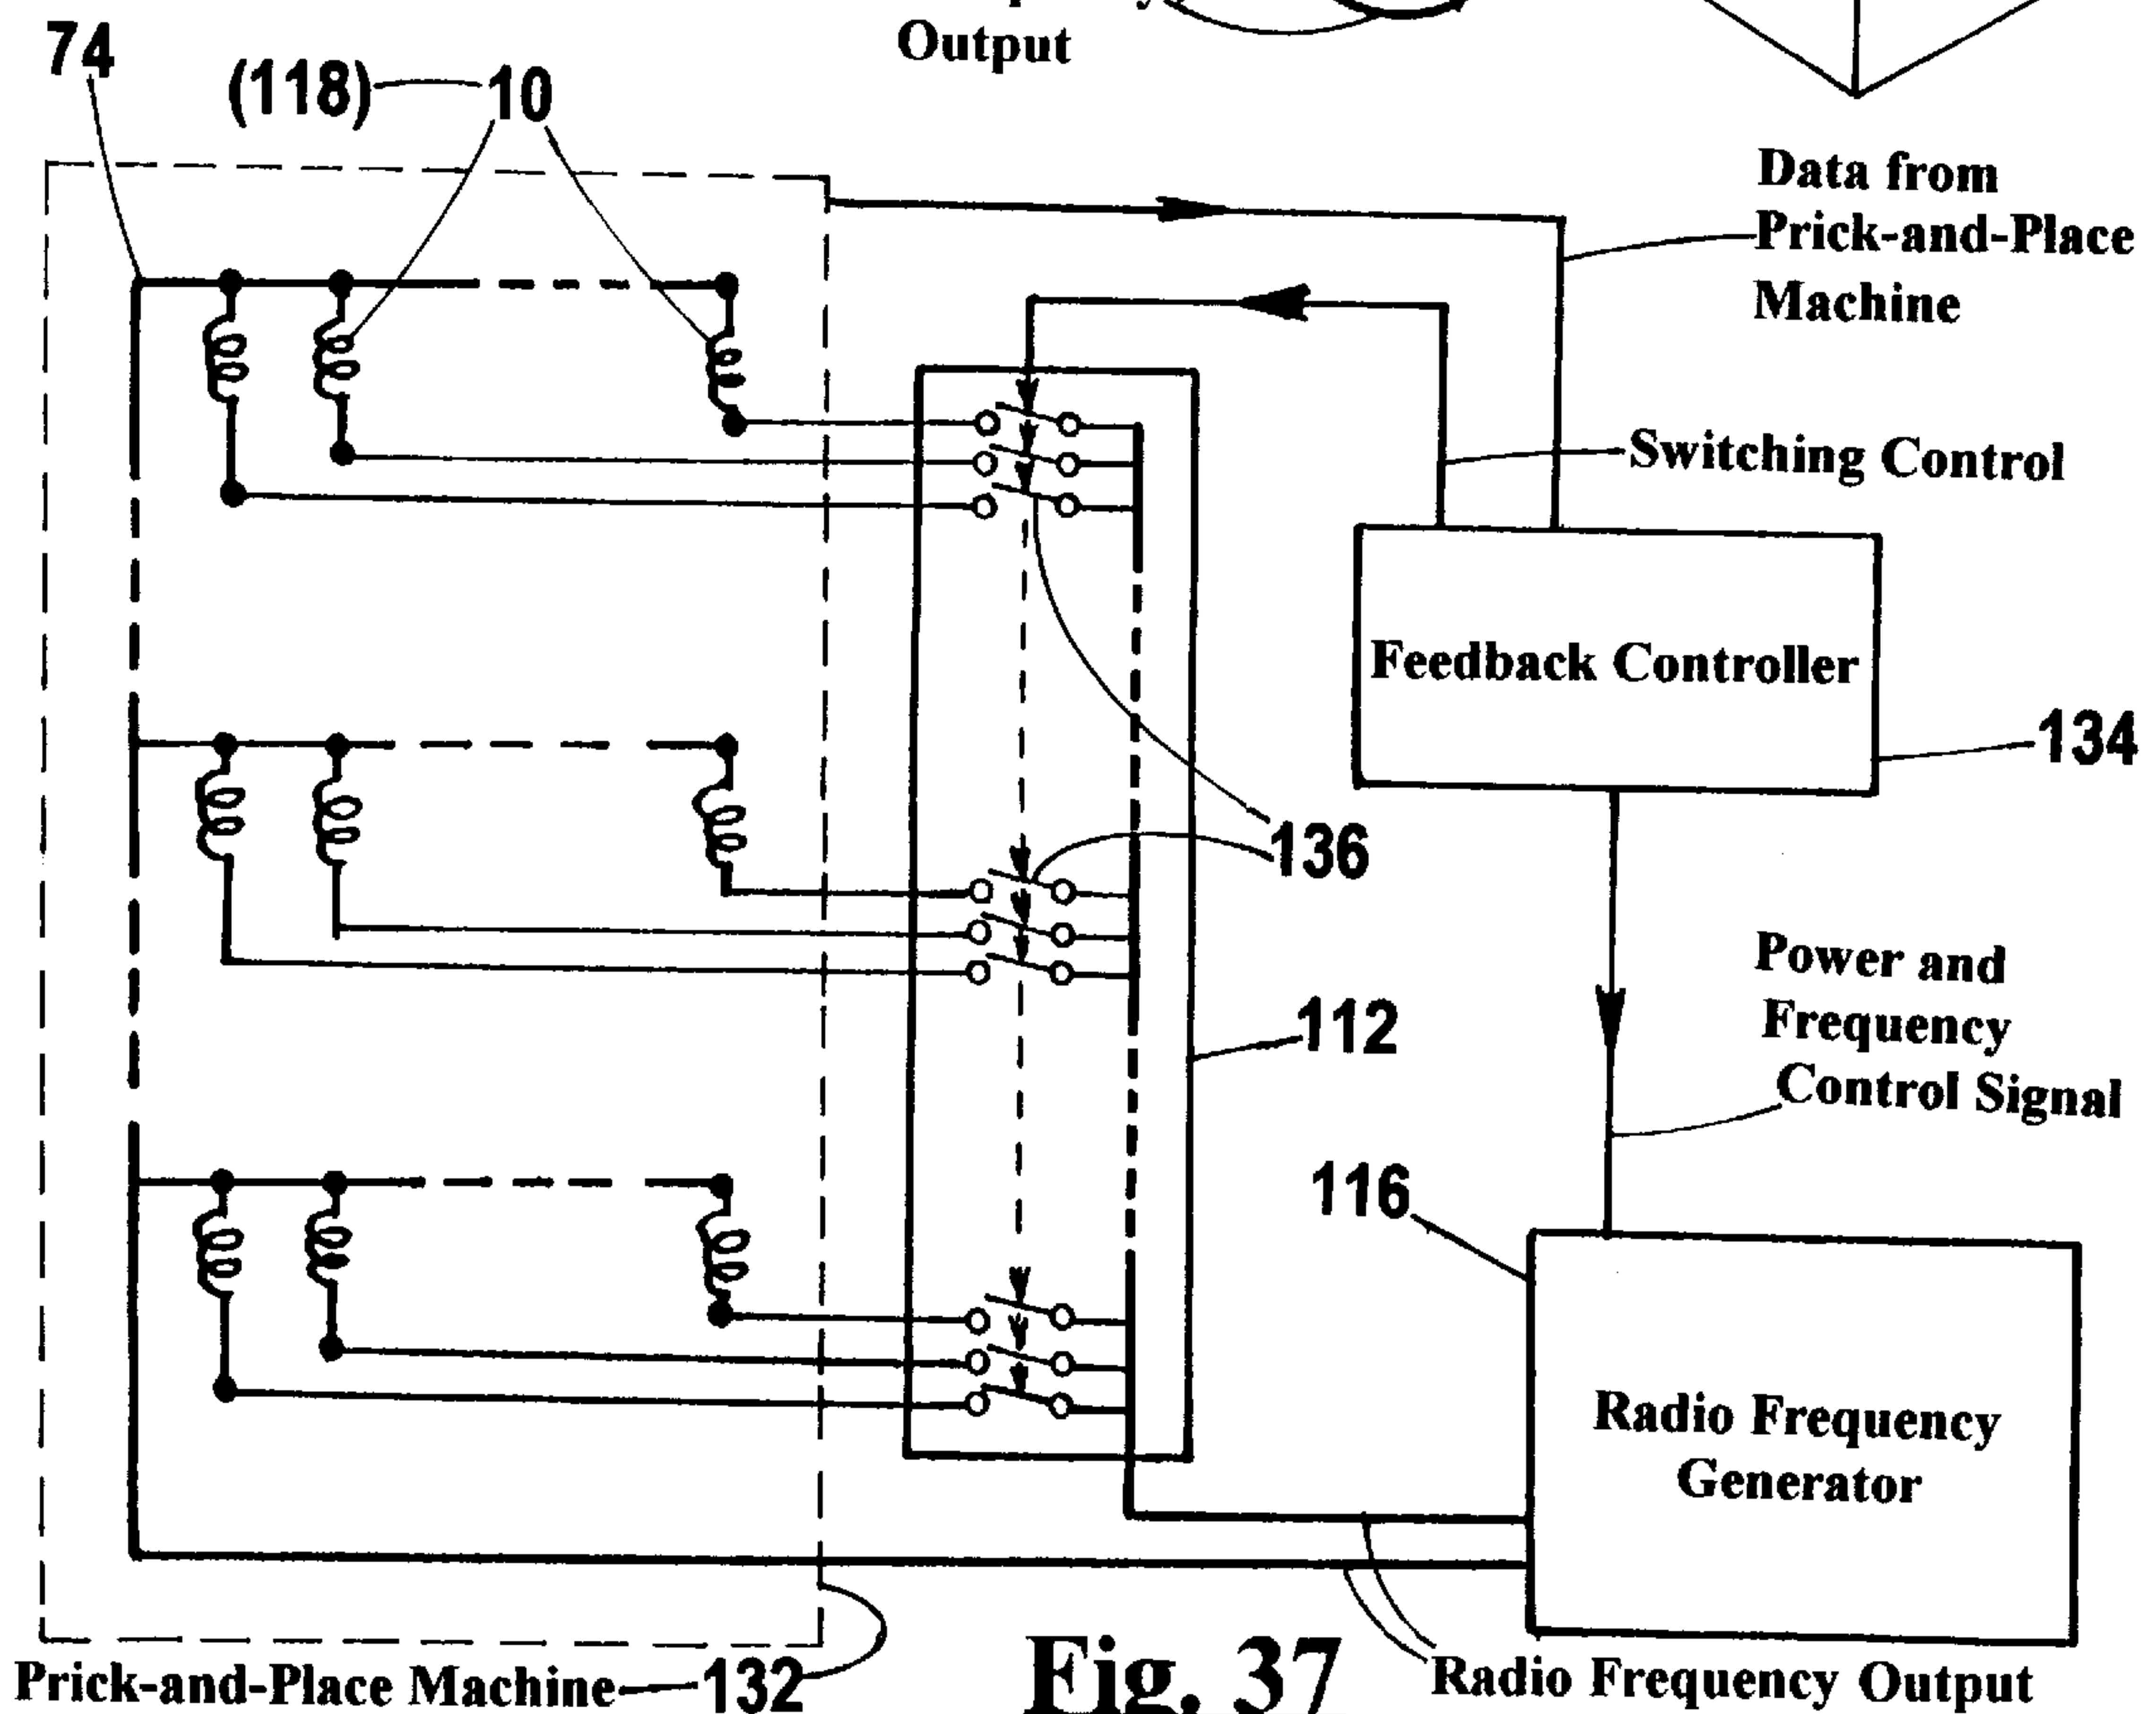 Output
74
(118) 10
Data from
Prick-and-Place
Machine
Switching Control
Feedback Controller
134
136
112
Power and
Frequency
Control Signal
116
Radio Frequency
Generator
Prick-and-Place Machine 132
Fig. 37
Radio Frequency Output